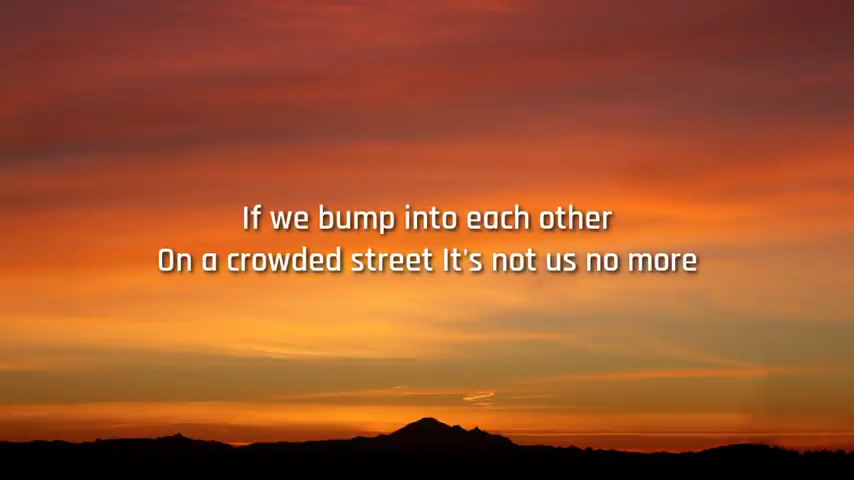 If we bump into each other
On a crowded street It's not us no more